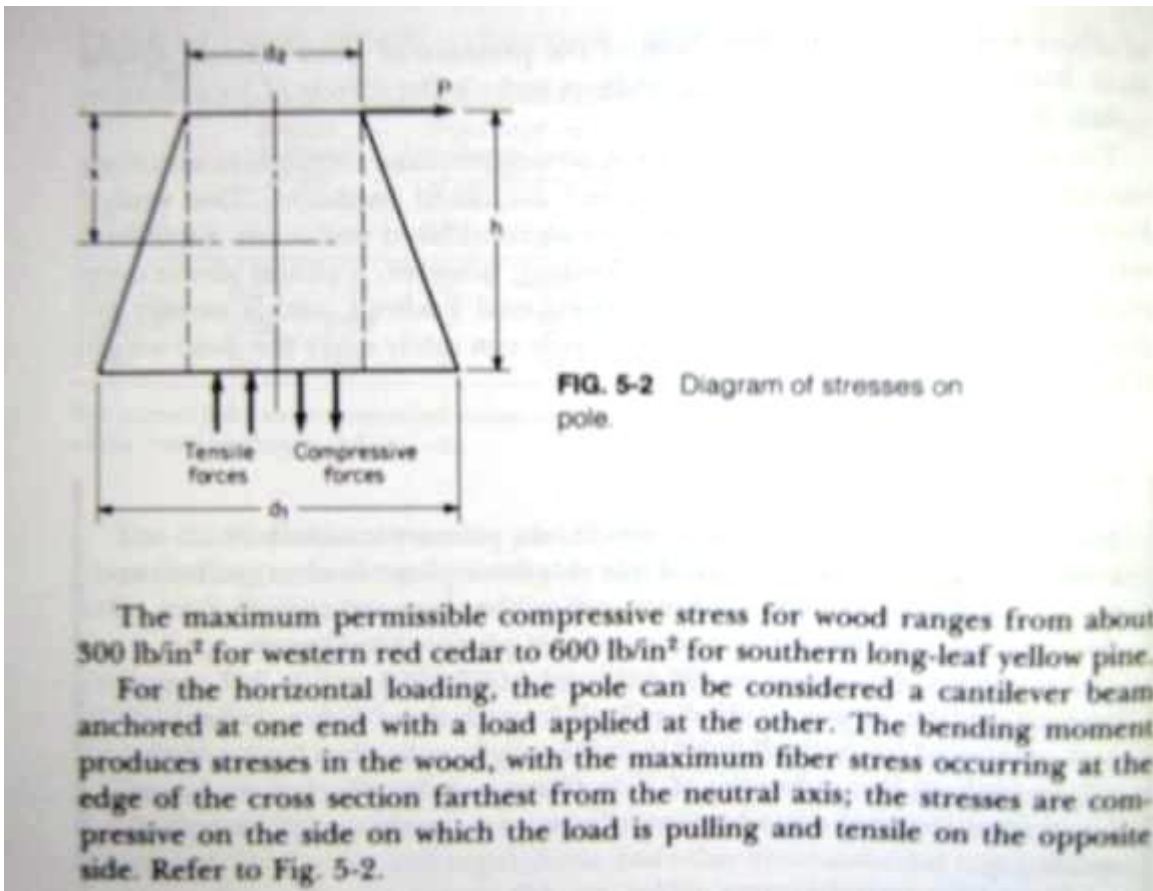 d₂
P
x
h
FIG. 5-2 Diagram of stresses on
pole.
Tensile
forces
Compressive
forces
d₁
The maximum permissible compressive stress for wood ranges from about
300 lb/in² for western red cedar to 600 lb/in² for southern long-leaf yellow pine.
For the horizontal loading, the pole can be considered a cantilever beam
anchored at one end with a load applied at the other. The bending moment
produces stresses in the wood, with the maximum fiber stress occurring at the
edge of the cross section farthest from the neutral axis; the stresses are com-
pressive on the side on which the load is pulling and tensile on the opposite
side. Refer to Fig. 5-2.